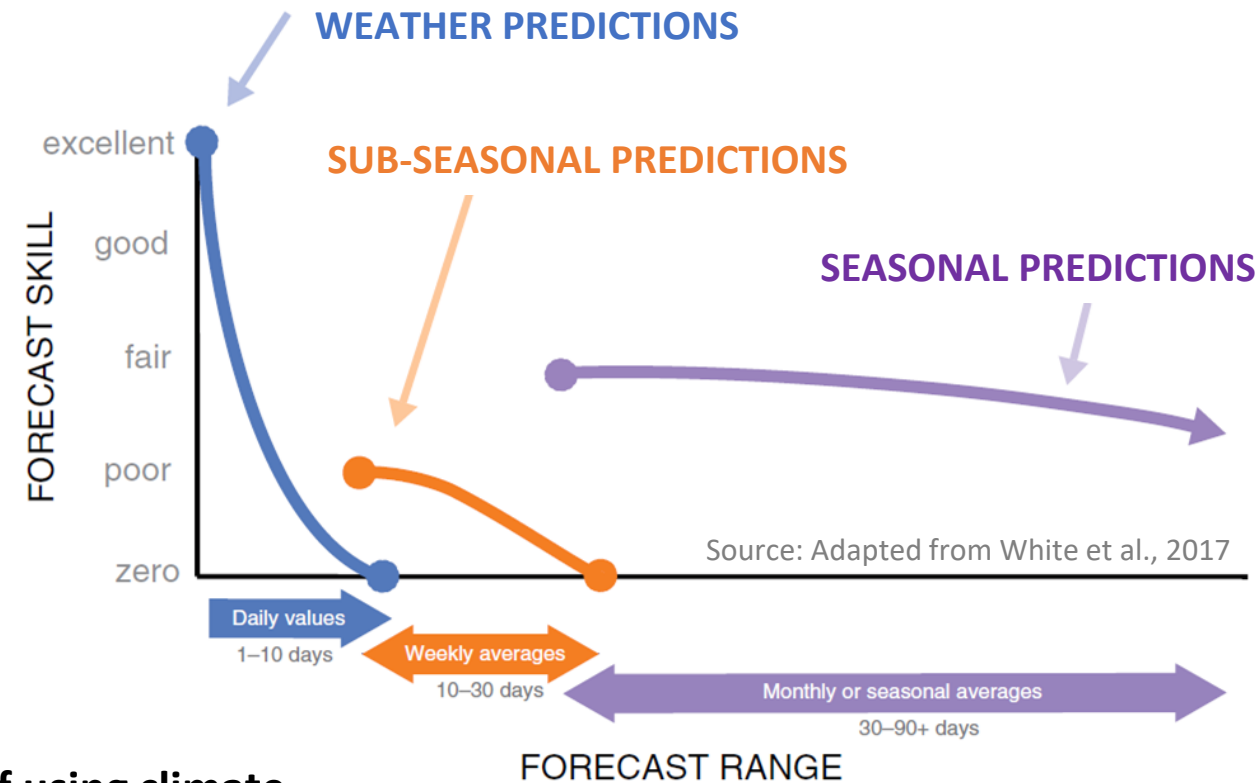 WEATHER PREDICTIONS
excellent
SUB-SEASONAL PREDICTIONS
good
SEASONAL PREDICTIONS
FORECAST SKILL
fair
poor
Source: Adapted from White et al., 2017
zero
Daily values
1–10 days
Weekly averages
10–30 days
Monthly or seasonal averages
30–90+ days
FORECAST RANGE
f using climate